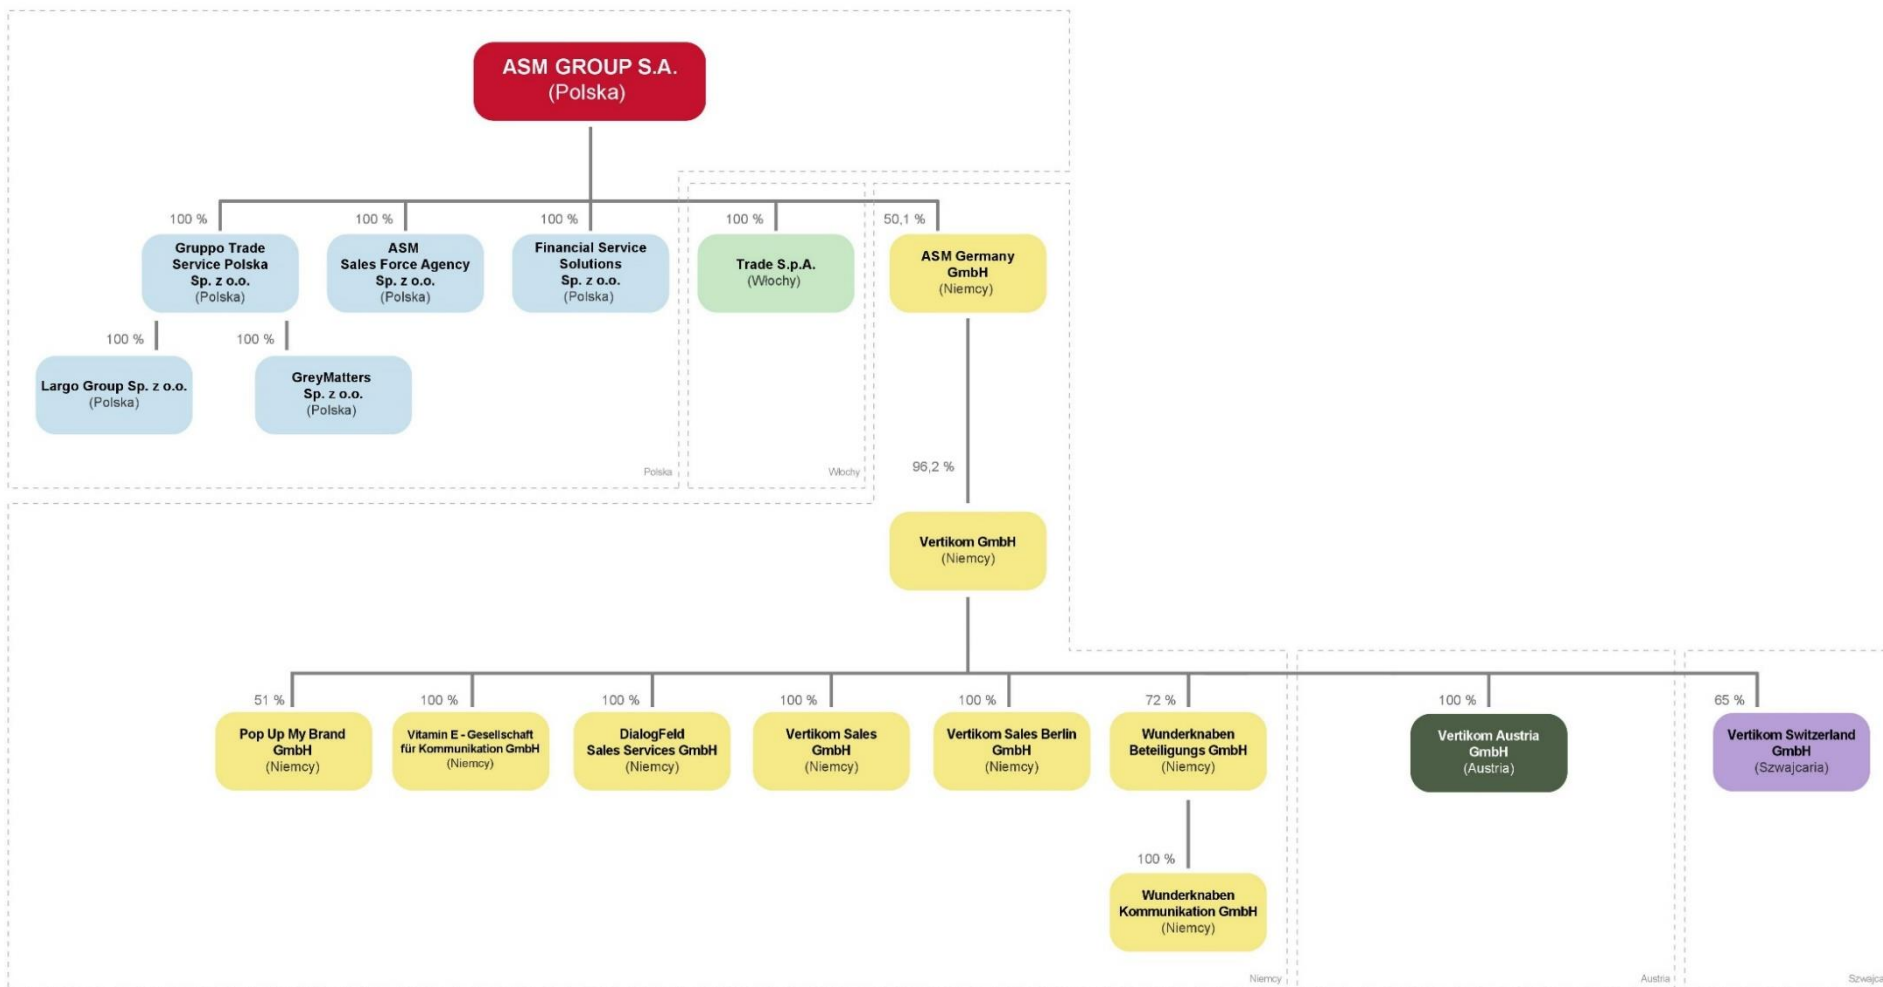 ASM GROUP S.A.
(Polska)
100 %
100 %
100 %
100 %
50,1 %
Gruppo Trade
Service Polska
Sp. z o.o.
(Polska)
ASM
Sales Force Agency
Sp. z o.o.
(Polska)
Financial Service
Solutions
Sp. z o.o.
(Polska)
Trade S.p.A.
(Włochy)
ASM Germany
GmbH
(Niemcy)
100 %
100 %
Largo Group Sp. z o.o.
(Polska)
GreyMatters
Sp. z o.o.
(Polska)
Polska
Włochy
96,2 %
Vertikom GmbH
(Niemcy)
51 %
100 %
100 %
100 %
100 %
72 %
100 %
65 %
Pop Up My Brand
GmbH
(Niemcy)
Vitamin E - Gesellschaft
für Kommunikation GmbH
(Niemcy)
DialogFeld
Sales Services GmbH
(Niemcy)
Vertikom Sales
GmbH
(Niemcy)
Vertikom Sales Berlin
GmbH
(Niemcy)
Wunderknaben
Beteiligungs GmbH
(Niemcy)
Vertikom Austria
GmbH
(Austria)
Vertikom Switzerland
GmbH
(Szwajcaria)
100 %
Wunderknaben
Kommunikation GmbH
(Niemcy)
Niemcy
Austria
Szwajca